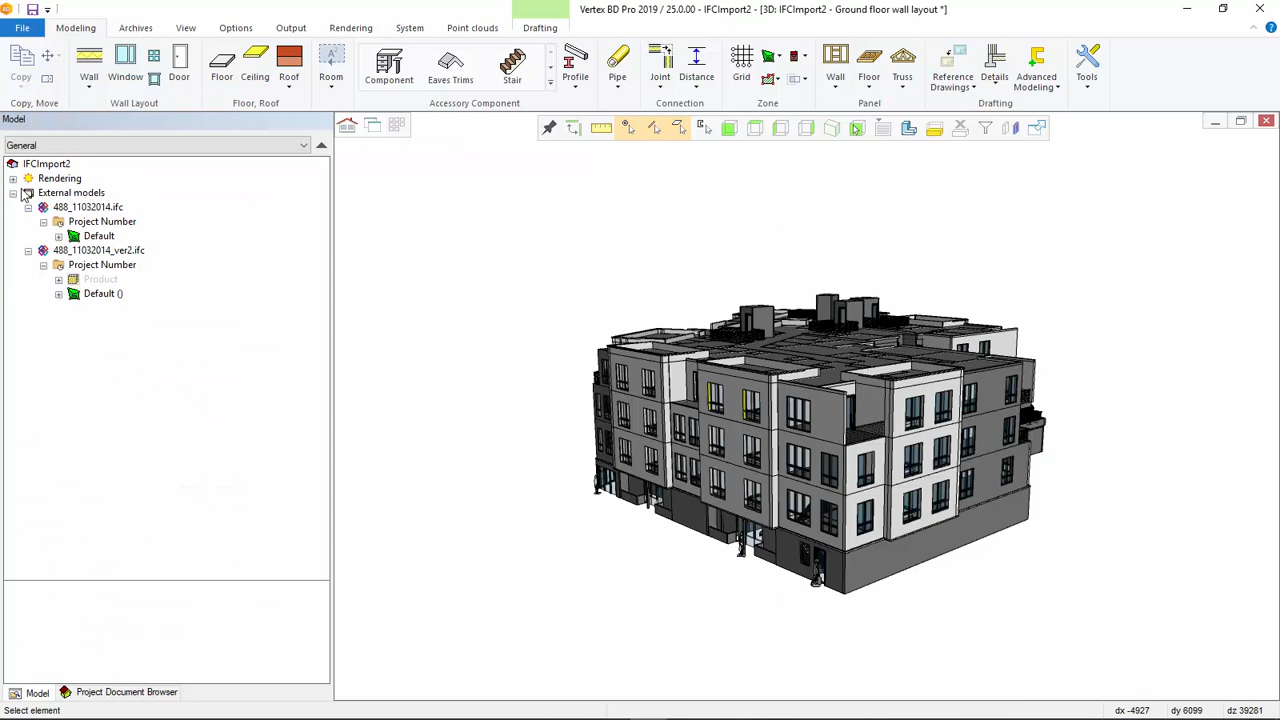 Vertex BD Pro 2019 / 25.0.00 - IFCImport2 - [3D: IFCImport2 - Ground floor wall layout *]
File Modeling Archives View Options Output Rendering System Point clouds Drafting
Copy Wall Window Door Floor Ceiling Roof Room Component Eaves Trims Stair Profile Pipe Joint Distance Grid Wall Floor Truss Reference Drawings Details Advanced Modeling Tools
Copy, Move Wall Layout Floor, Roof Accessory Component Connection Zone Panel Drafting
Model
General
IFCImport2
Rendering
External models
488_11032014.ifc
Project Number
Default
488_11032014_ver2.ifc
Project Number
Product
Default ()
Model Project Document Browser
Select element dx -4927 dy 6099 dz 39281